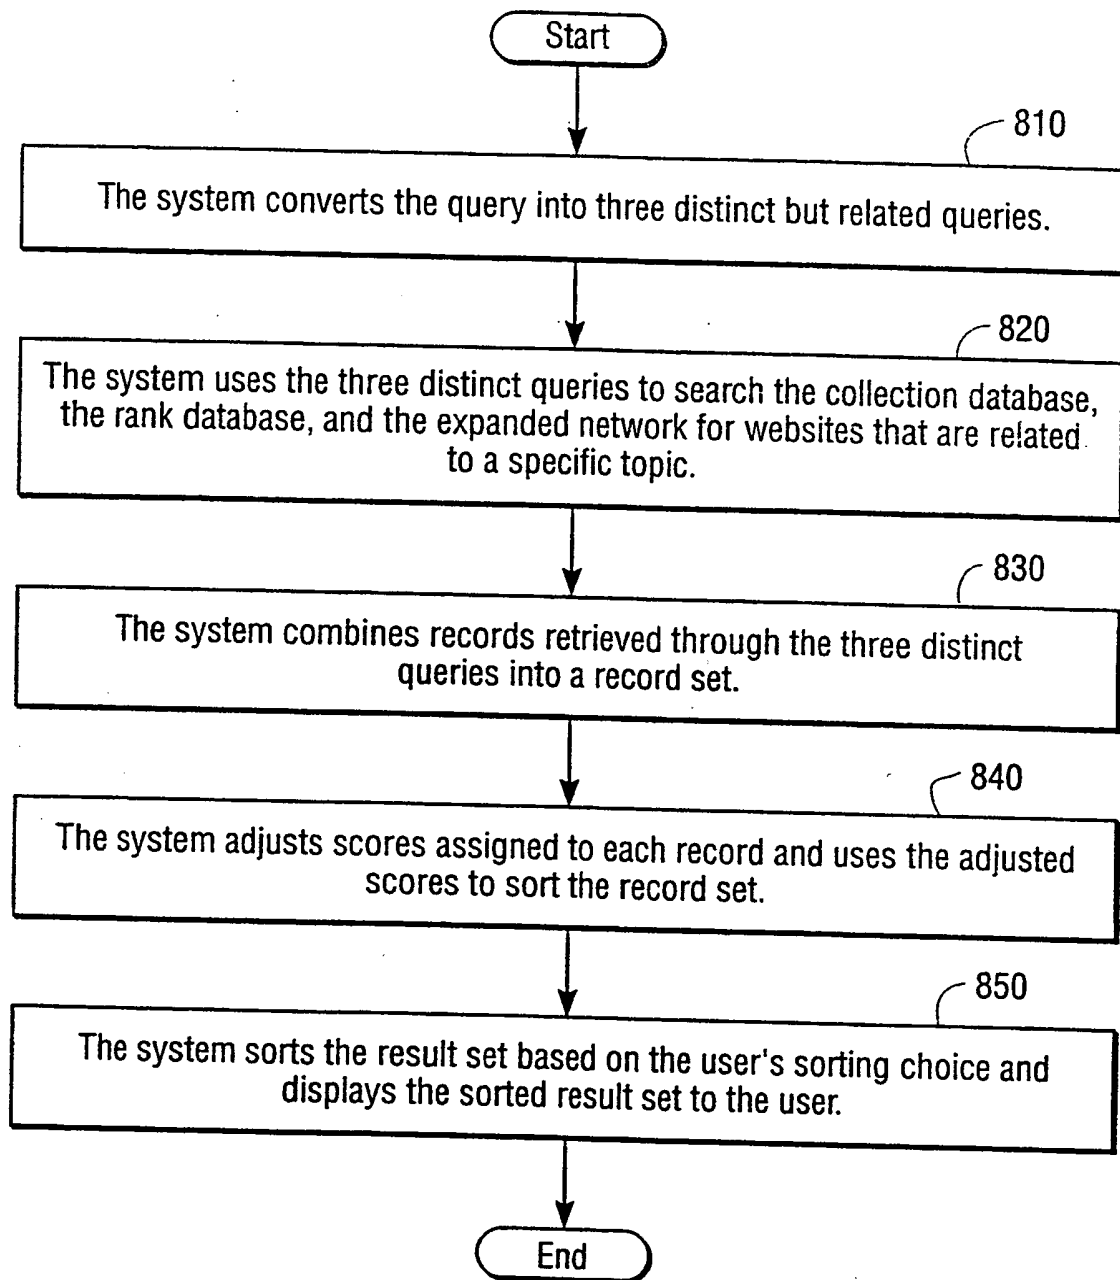 Start
810
The system converts the query into three distinct but related queries.
820
The system uses the three distinct queries to search the collection database,
the rank database, and the expanded network for websites that are related
to a specific topic.
830
The system combines records retrieved through the three distinct
queries into a record set.
840
The system adjusts scores assigned to each record and uses the adjusted
scores to sort the record set.
850
The system sorts the result set based on the user's sorting choice and
displays the sorted result set to the user.
End